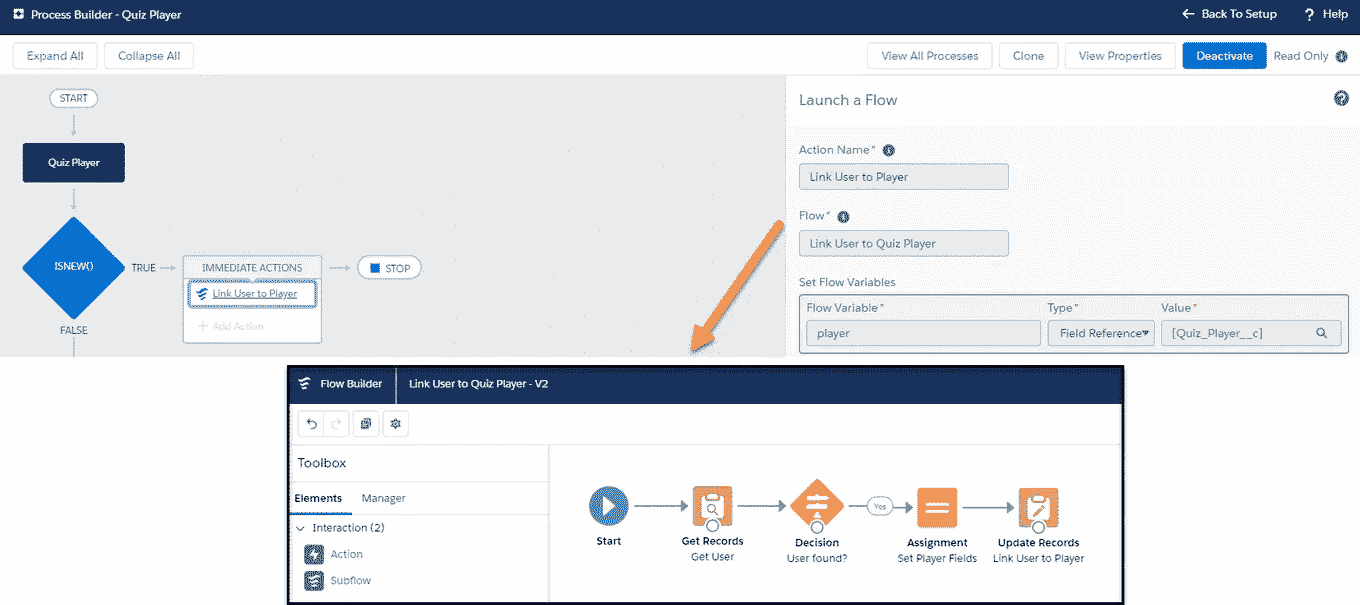 Process Builder - Quiz Player
Back To Setup
? Help
Expand All
Collapse All
View All Processes
Clone
View Properties
Deactivate
Read Only
START
Quiz Player
ISNEW()
TRUE
FALSE
IMMEDIATE ACTIONS
Link User to Player
+ Add Action
STOP
Launch a Flow
Action Name*
Link User to Player
Flow*
Link User to Quiz Player
Set Flow Variables
Flow Variable* Type* Value*
player Field Reference [Quiz_Player__c]
Flow Builder
Link User to Quiz Player - V2
Toolbox
Elements Manager
Interaction (2)
Action
Subflow
Start
Get Records
Get User
Decision
User found?
Yes
Assignment
Set Player Fields
Update Records
Link User to Player